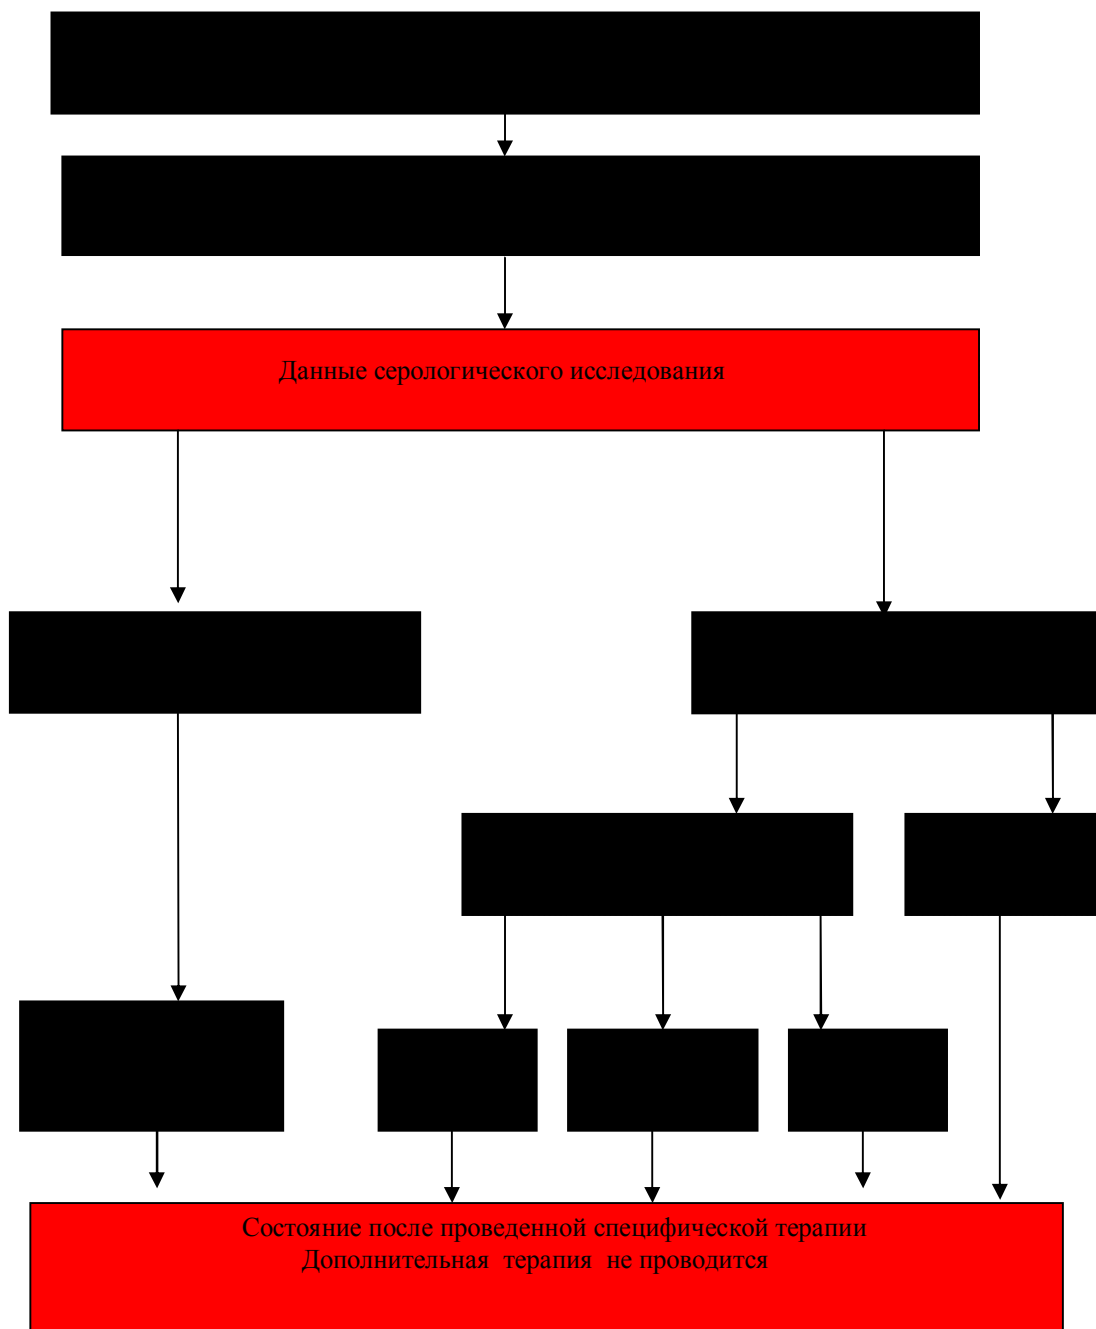 Данные серологического исследования
Состояние после проведенной специфической терапии
Дополнительная терапия не проводится